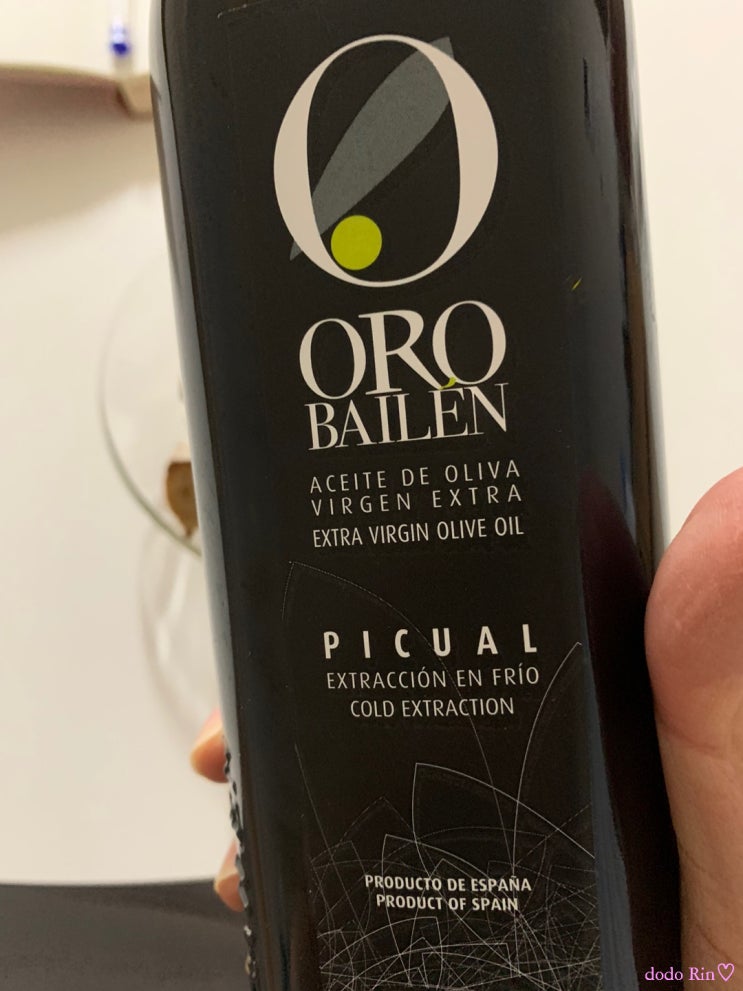 O
ORO
BAILÉN
ACEITE DE OLIVA
VIRGEN EXTRA
EXTRA VIRGIN OLIVE OIL
PICUAL
EXTRACCIÓN EN FRÍO
COLD EXTRACTION
PRODUCTO DE ESPAÑA
PRODUCT OF SPAIN
dodo Rin♡